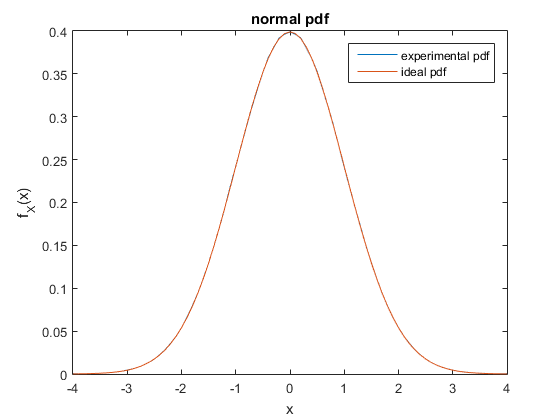 normal pdf
experimental pdf
ideal pdf
0.4
0.35
0.3
0.25
0.2
0.15
0.1
0.05
0
f_X(x)
-4 -3 -2 -1 0 1 2 3 4
x